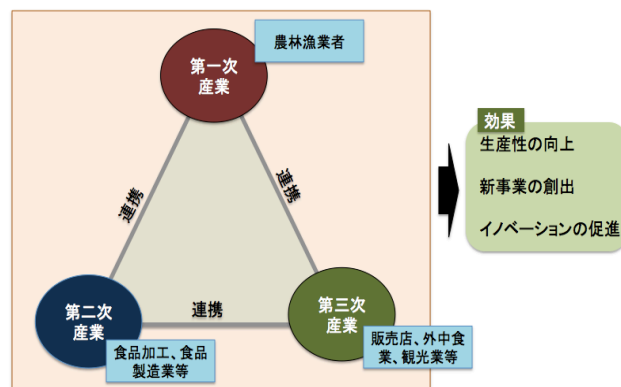 農林漁業者
第一次
産業
効果
生産性の向上
新事業の創出
イノベーションの促進
連携
連携
連携
第二次
産業
第三次
産業
食品加工、食品
製造業等
販売店、外中食
業、観光業等